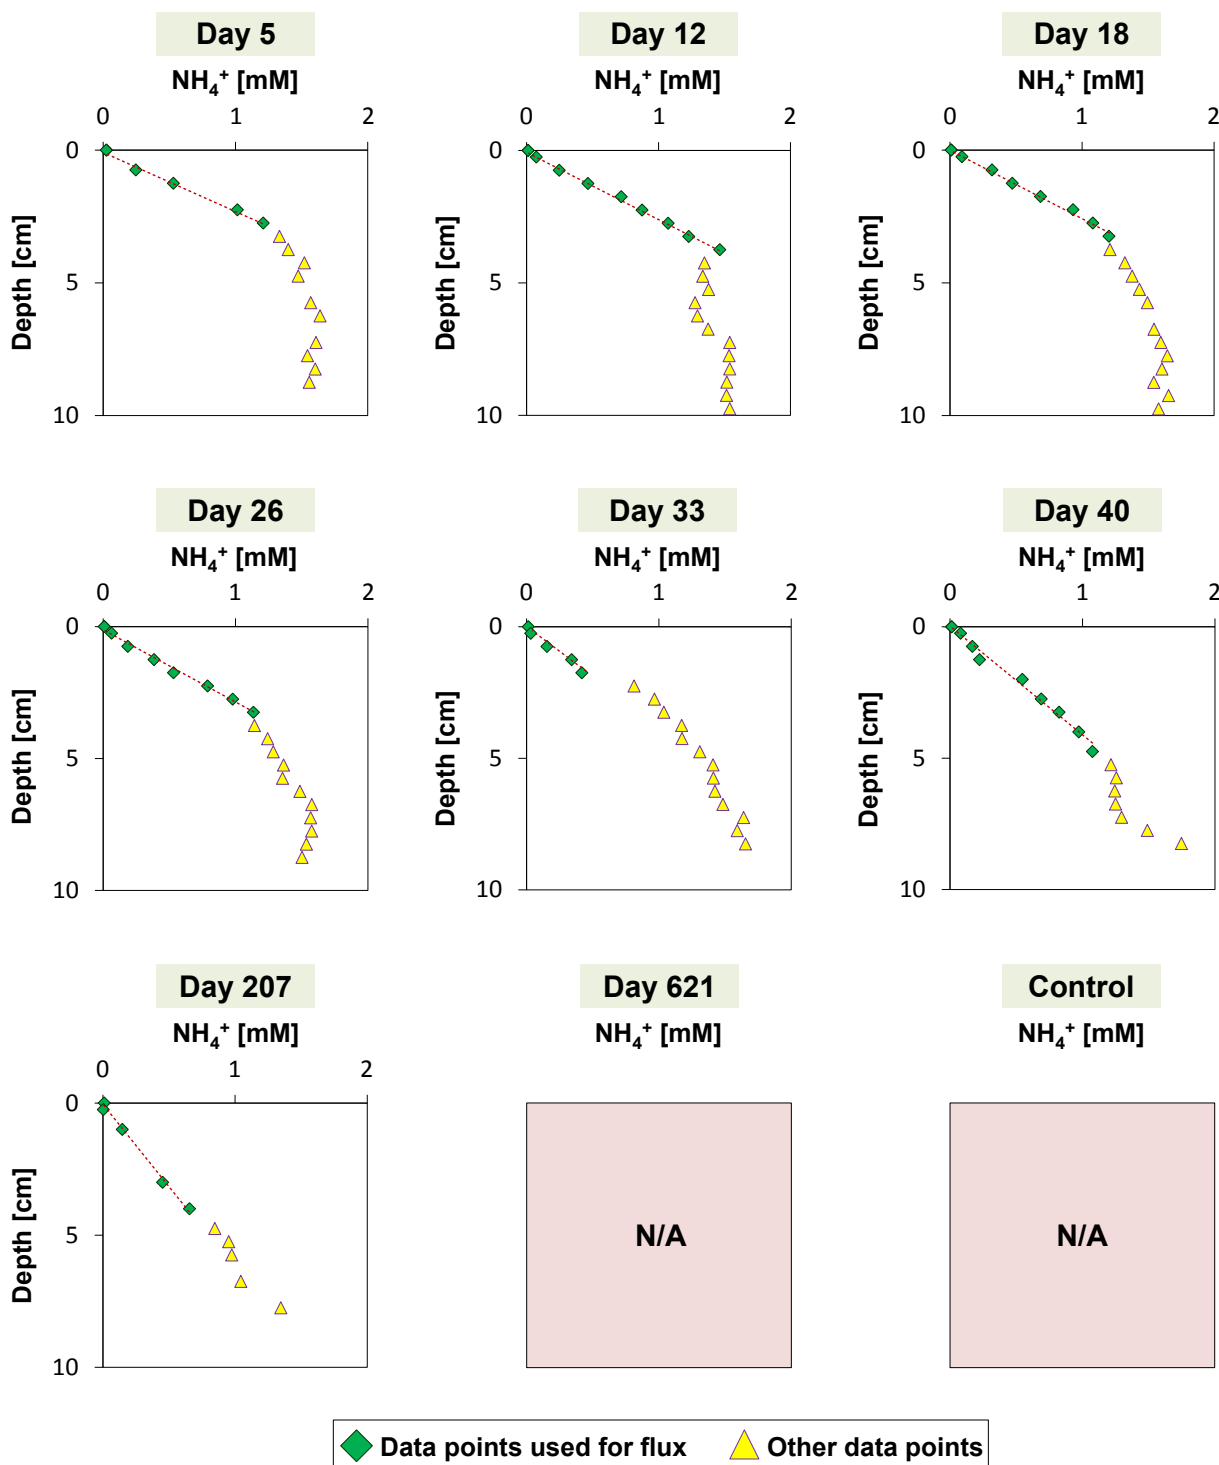 Day 5 Day 12 Day 18
NH₄⁺ [mM] NH₄⁺ [mM] NH₄⁺ [mM]
0 1 2 0 1 2 0 1 2
0 0 0
Depth [cm] Depth [cm] Depth [cm]
5 5 5
10 10 10
Day 26 Day 33 Day 40
NH₄⁺ [mM] NH₄⁺ [mM] NH₄⁺ [mM]
0 1 2 0 1 2 0 1 2
0 0 0
Depth [cm] Depth [cm] Depth [cm]
5 5 5
10 10 10
Day 207 Day 621 Control
NH₄⁺ [mM] NH₄⁺ [mM] NH₄⁺ [mM]
0 1 2
0
Depth [cm]
5 N/A N/A
10
Data points used for flux Other data points